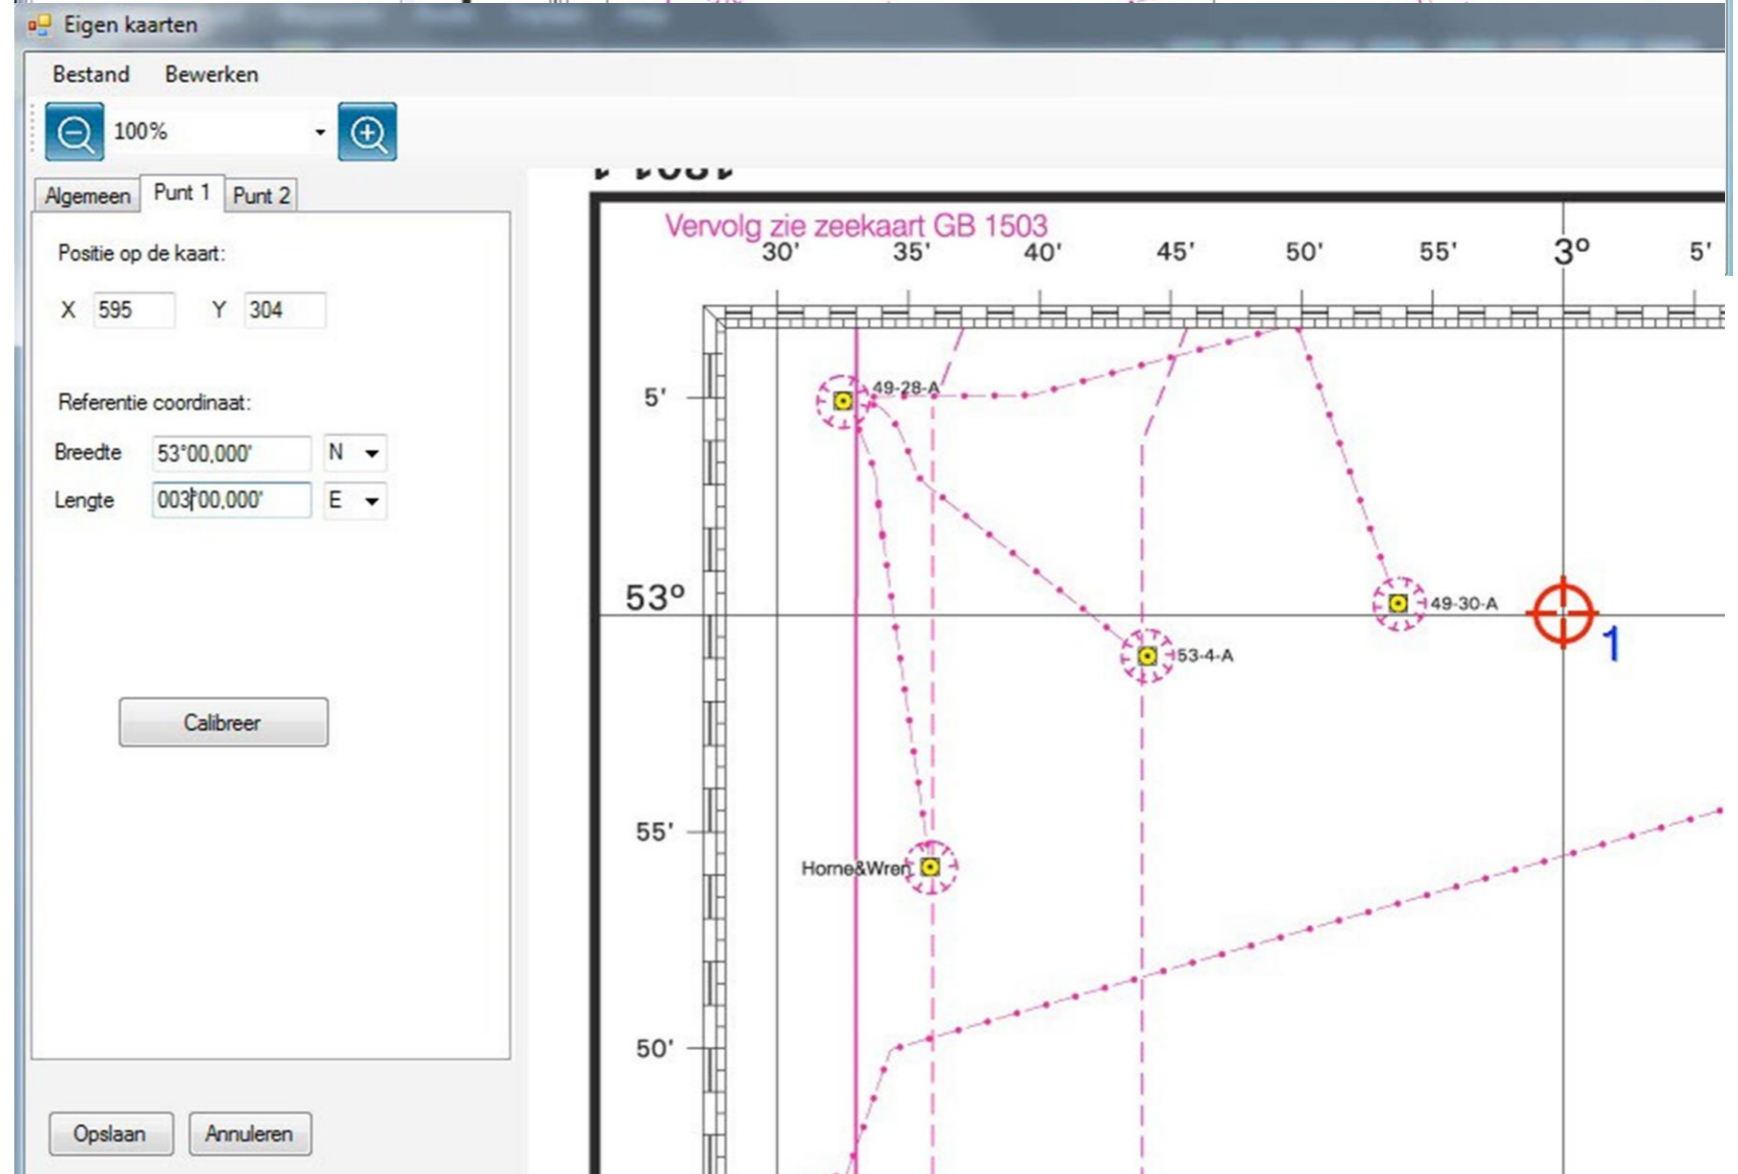 Eigen kaarten
Bestand Bewerken
100%
Algemeen Punt 1 Punt 2
Positie op de kaart:
X 595 Y 304
Referentie coordinaat:
Breedte 53°00,000' N
Lengte 003°00,000' E
Calibreer
Opslaan Annuleren
Vervolg zie zeekaart GB 1503
30' 35' 40' 45' 50' 55' 3° 5'
5'
49-28-A
53°
49-30-A
1
53-4-A
55'
Horne&Wren
50'